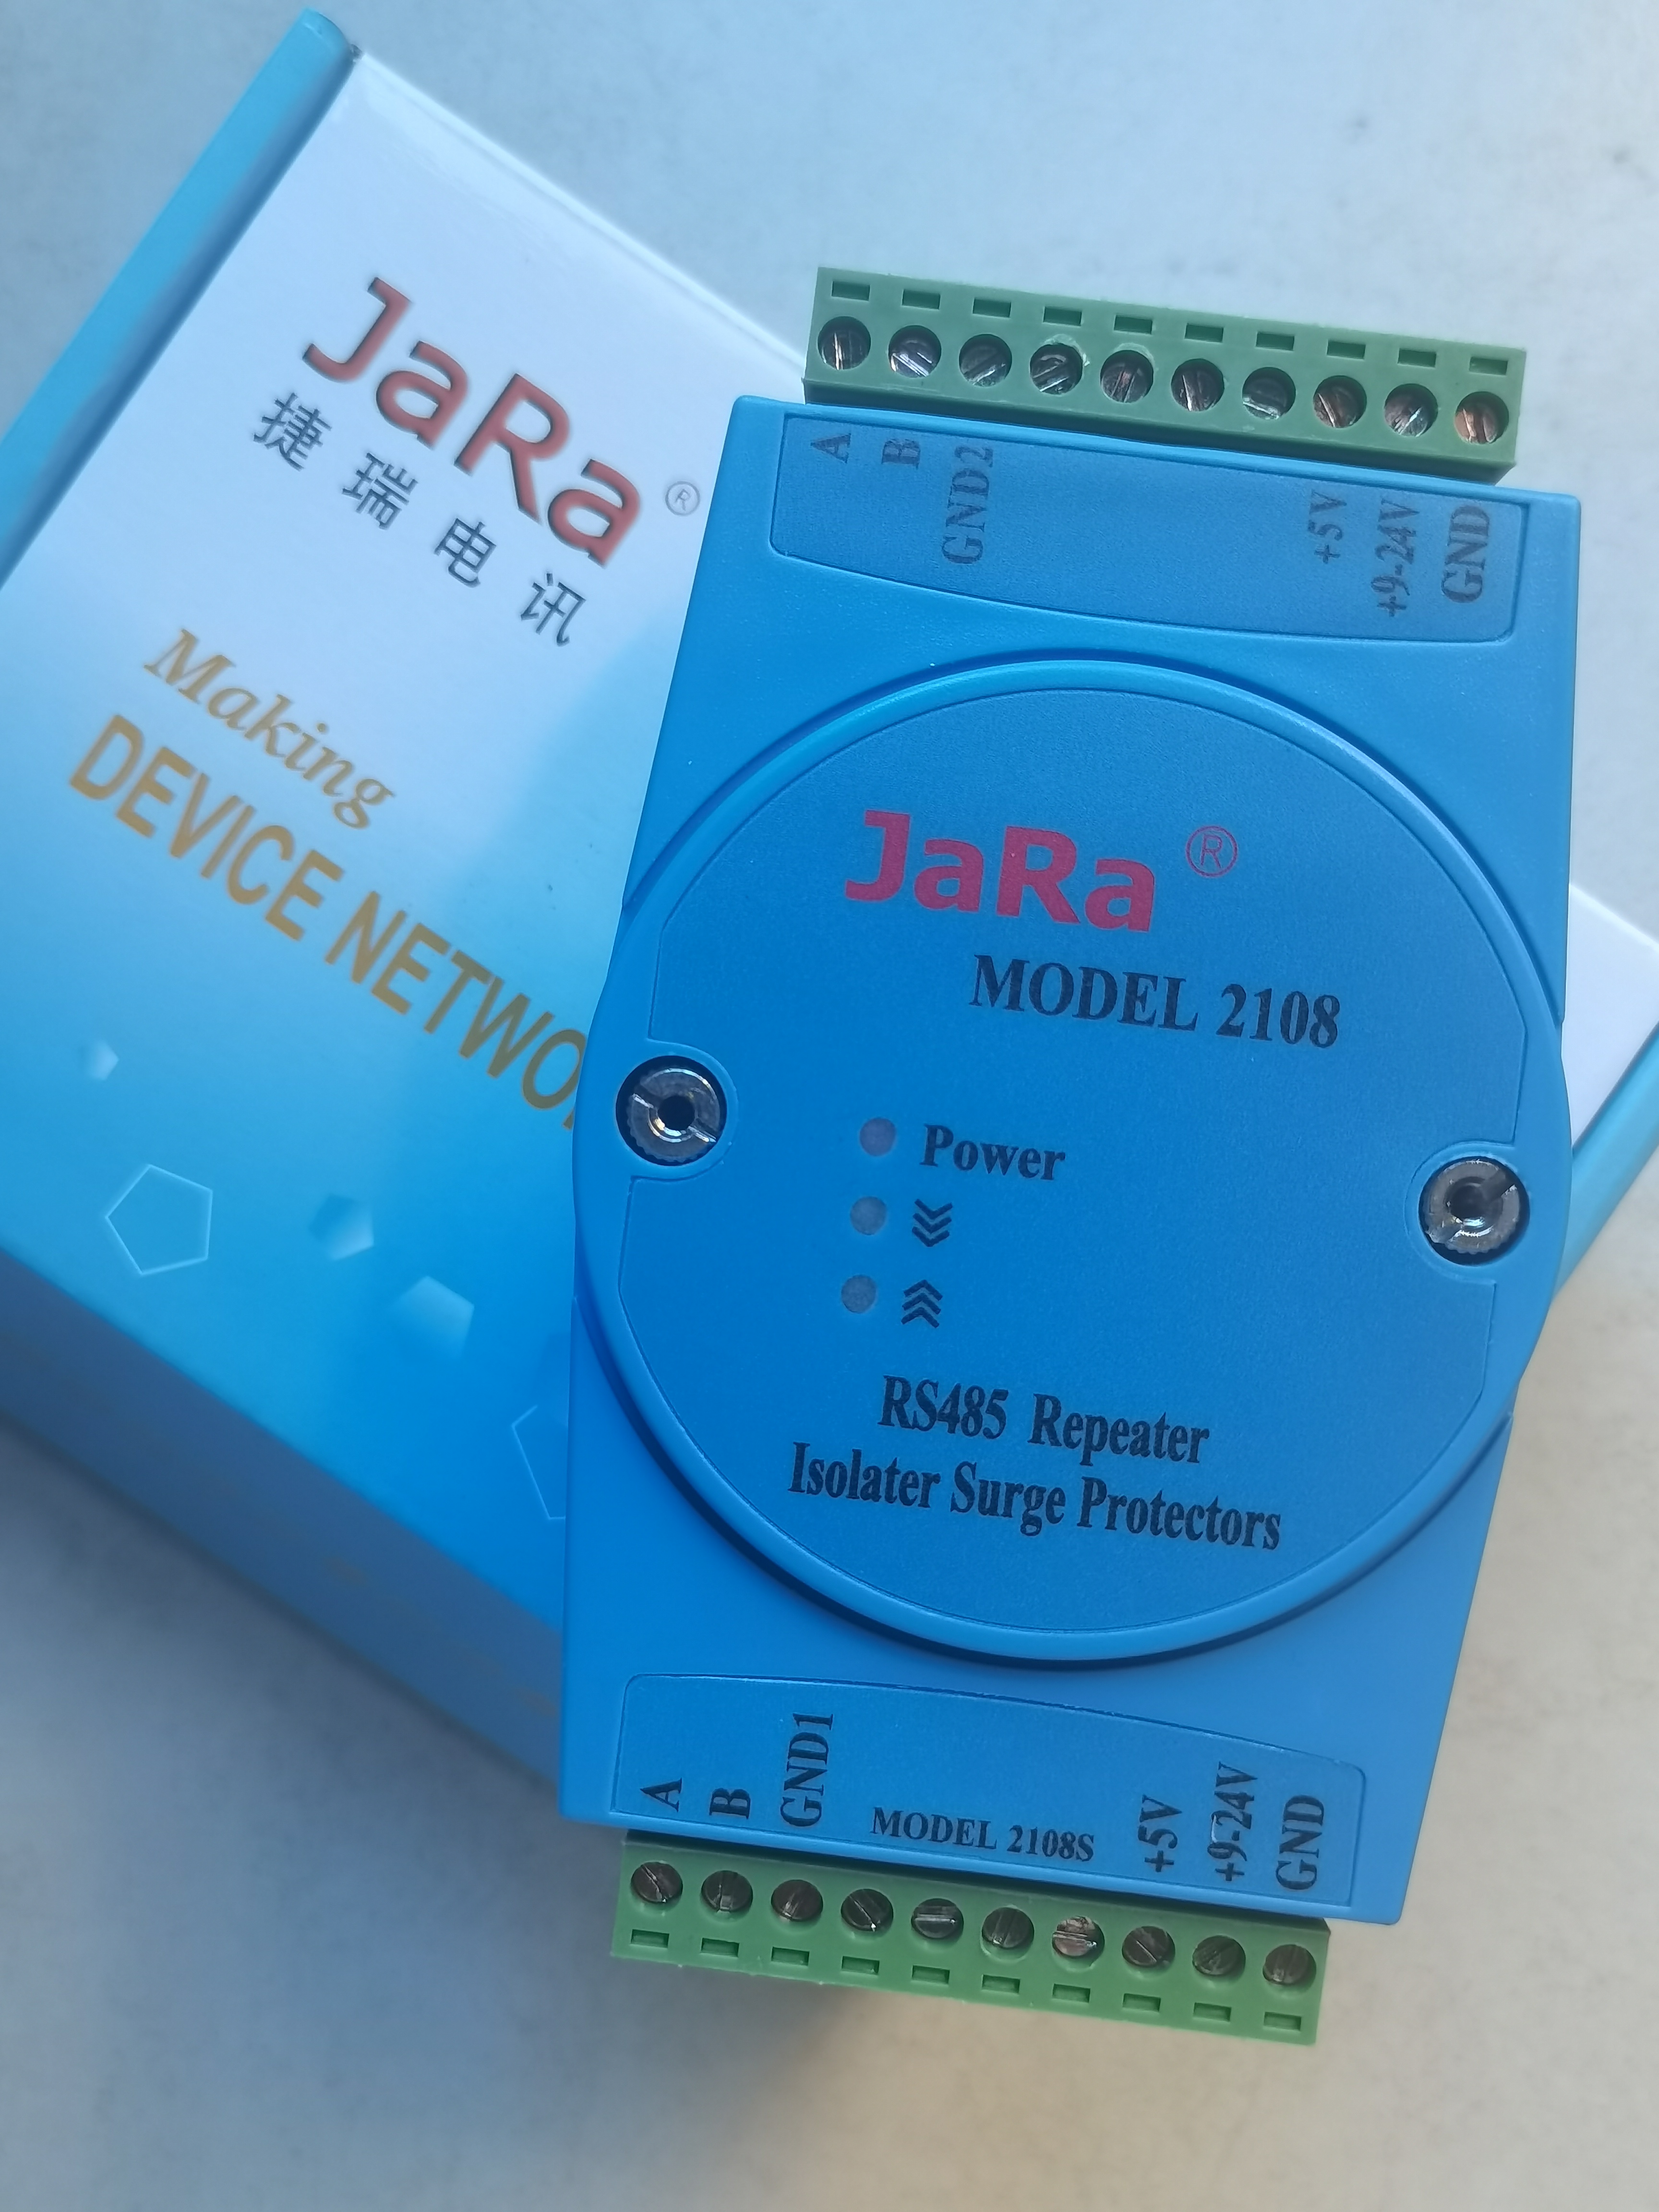 JaRa®
捷瑞电讯
Making
DEVICE NETWO
A
B
GND2
+5V
+9-24V
GND
JaRa®
MODEL 2108
Power
RS485 Repeater
Isolater Surge Protectors
A
B
GND1
MODEL 2108S
+5V
+9-24V
GND